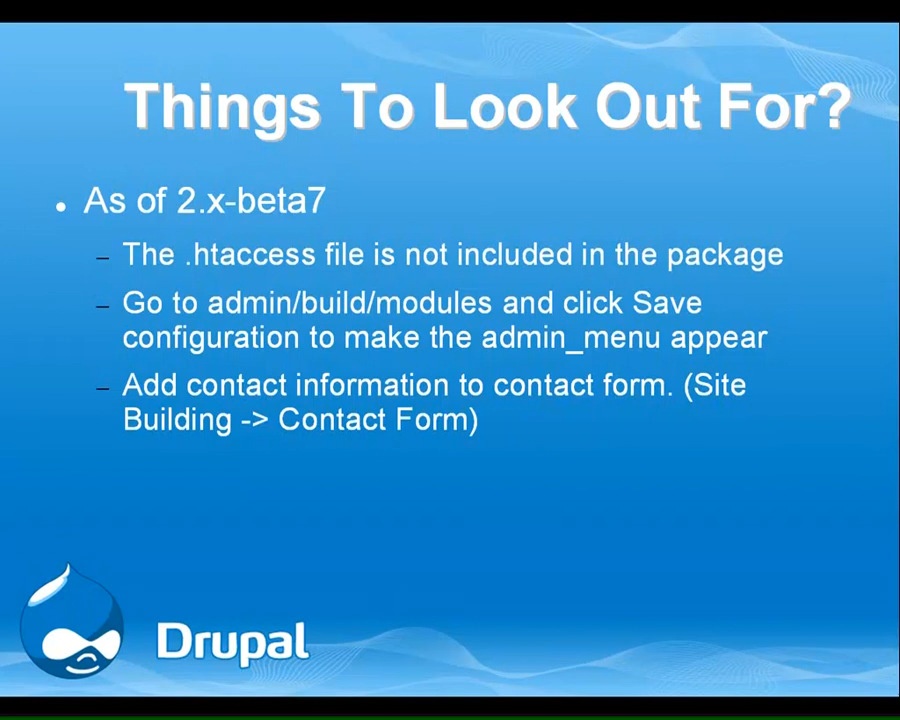 Things To Look Out For?
As of 2.x-beta7
– The .htaccess file is not included in the package
– Go to admin/build/modules and click Save
configuration to make the admin_menu appear
– Add contact information to contact form. (Site
Building -> Contact Form)
Drupal